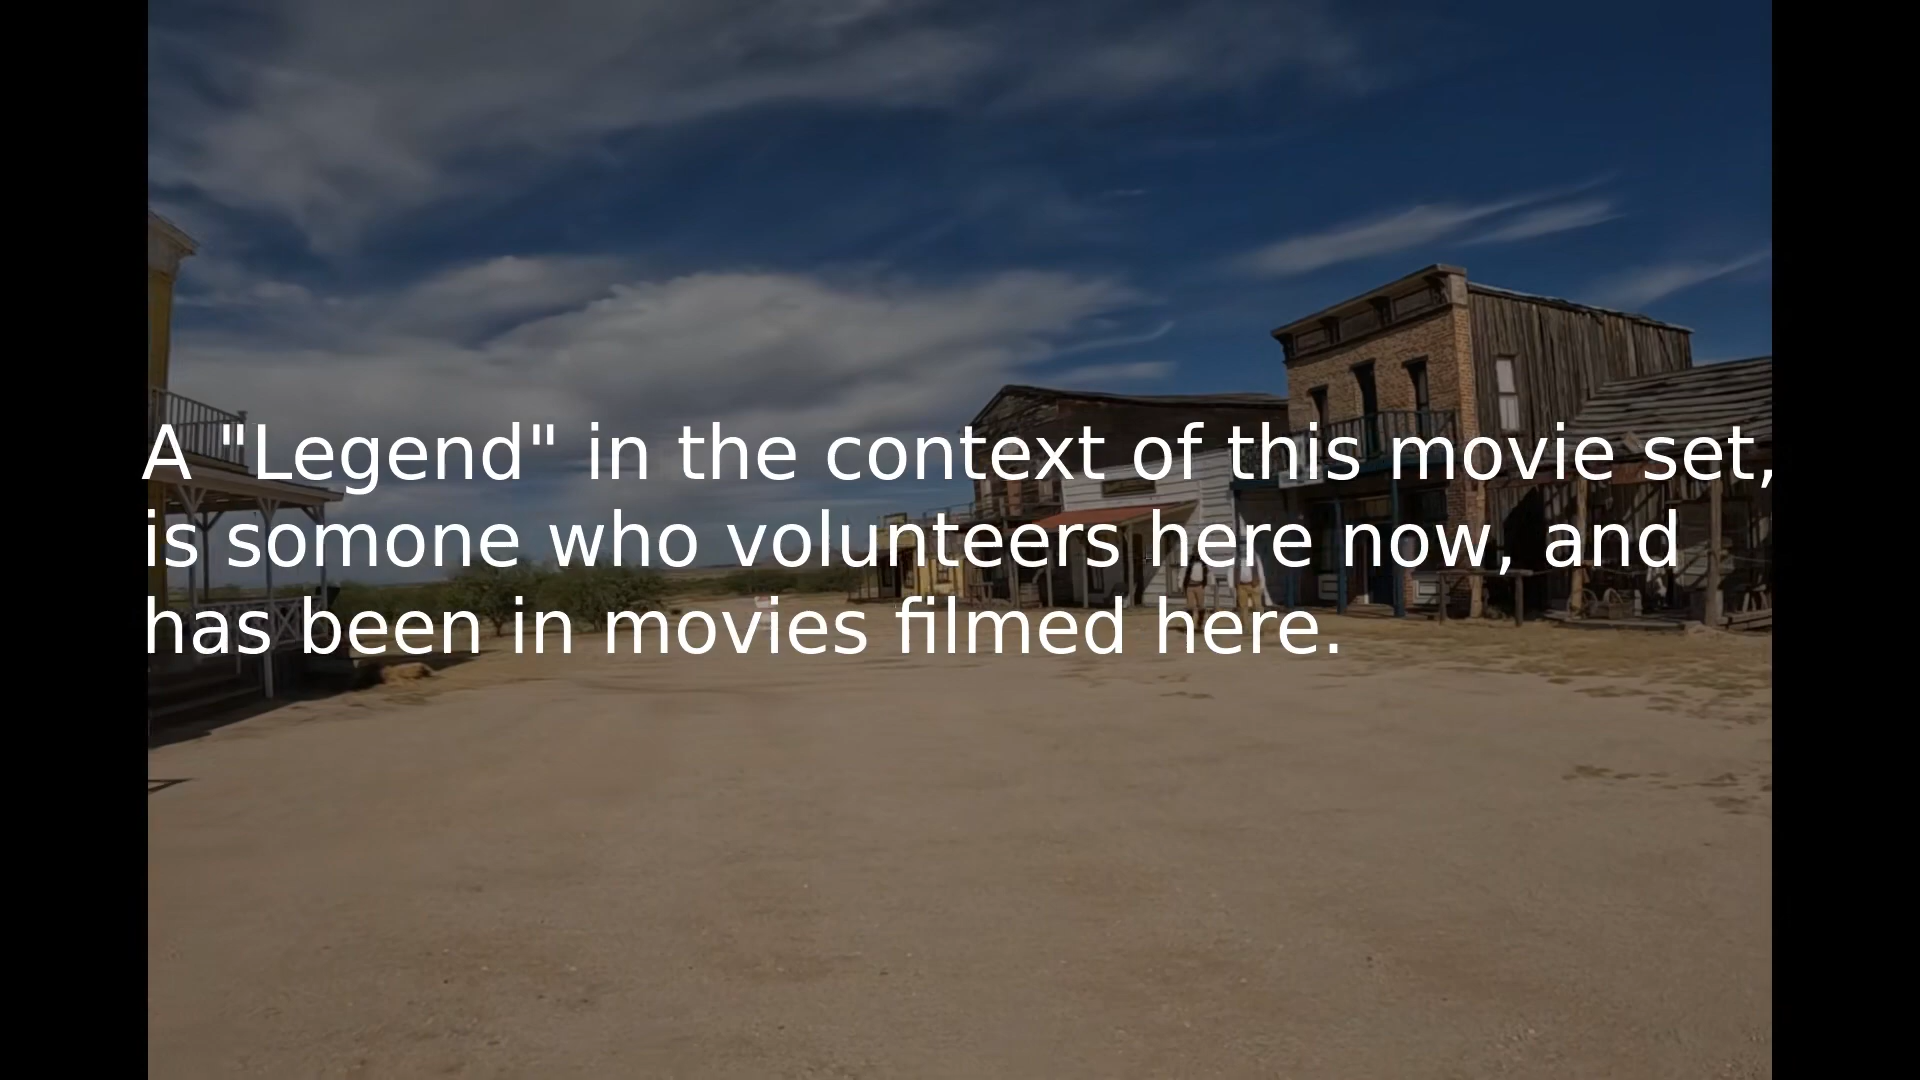 A "Legend" in the context of this movie set,
is somone who volunteers here now, and
has been in movies filmed here.